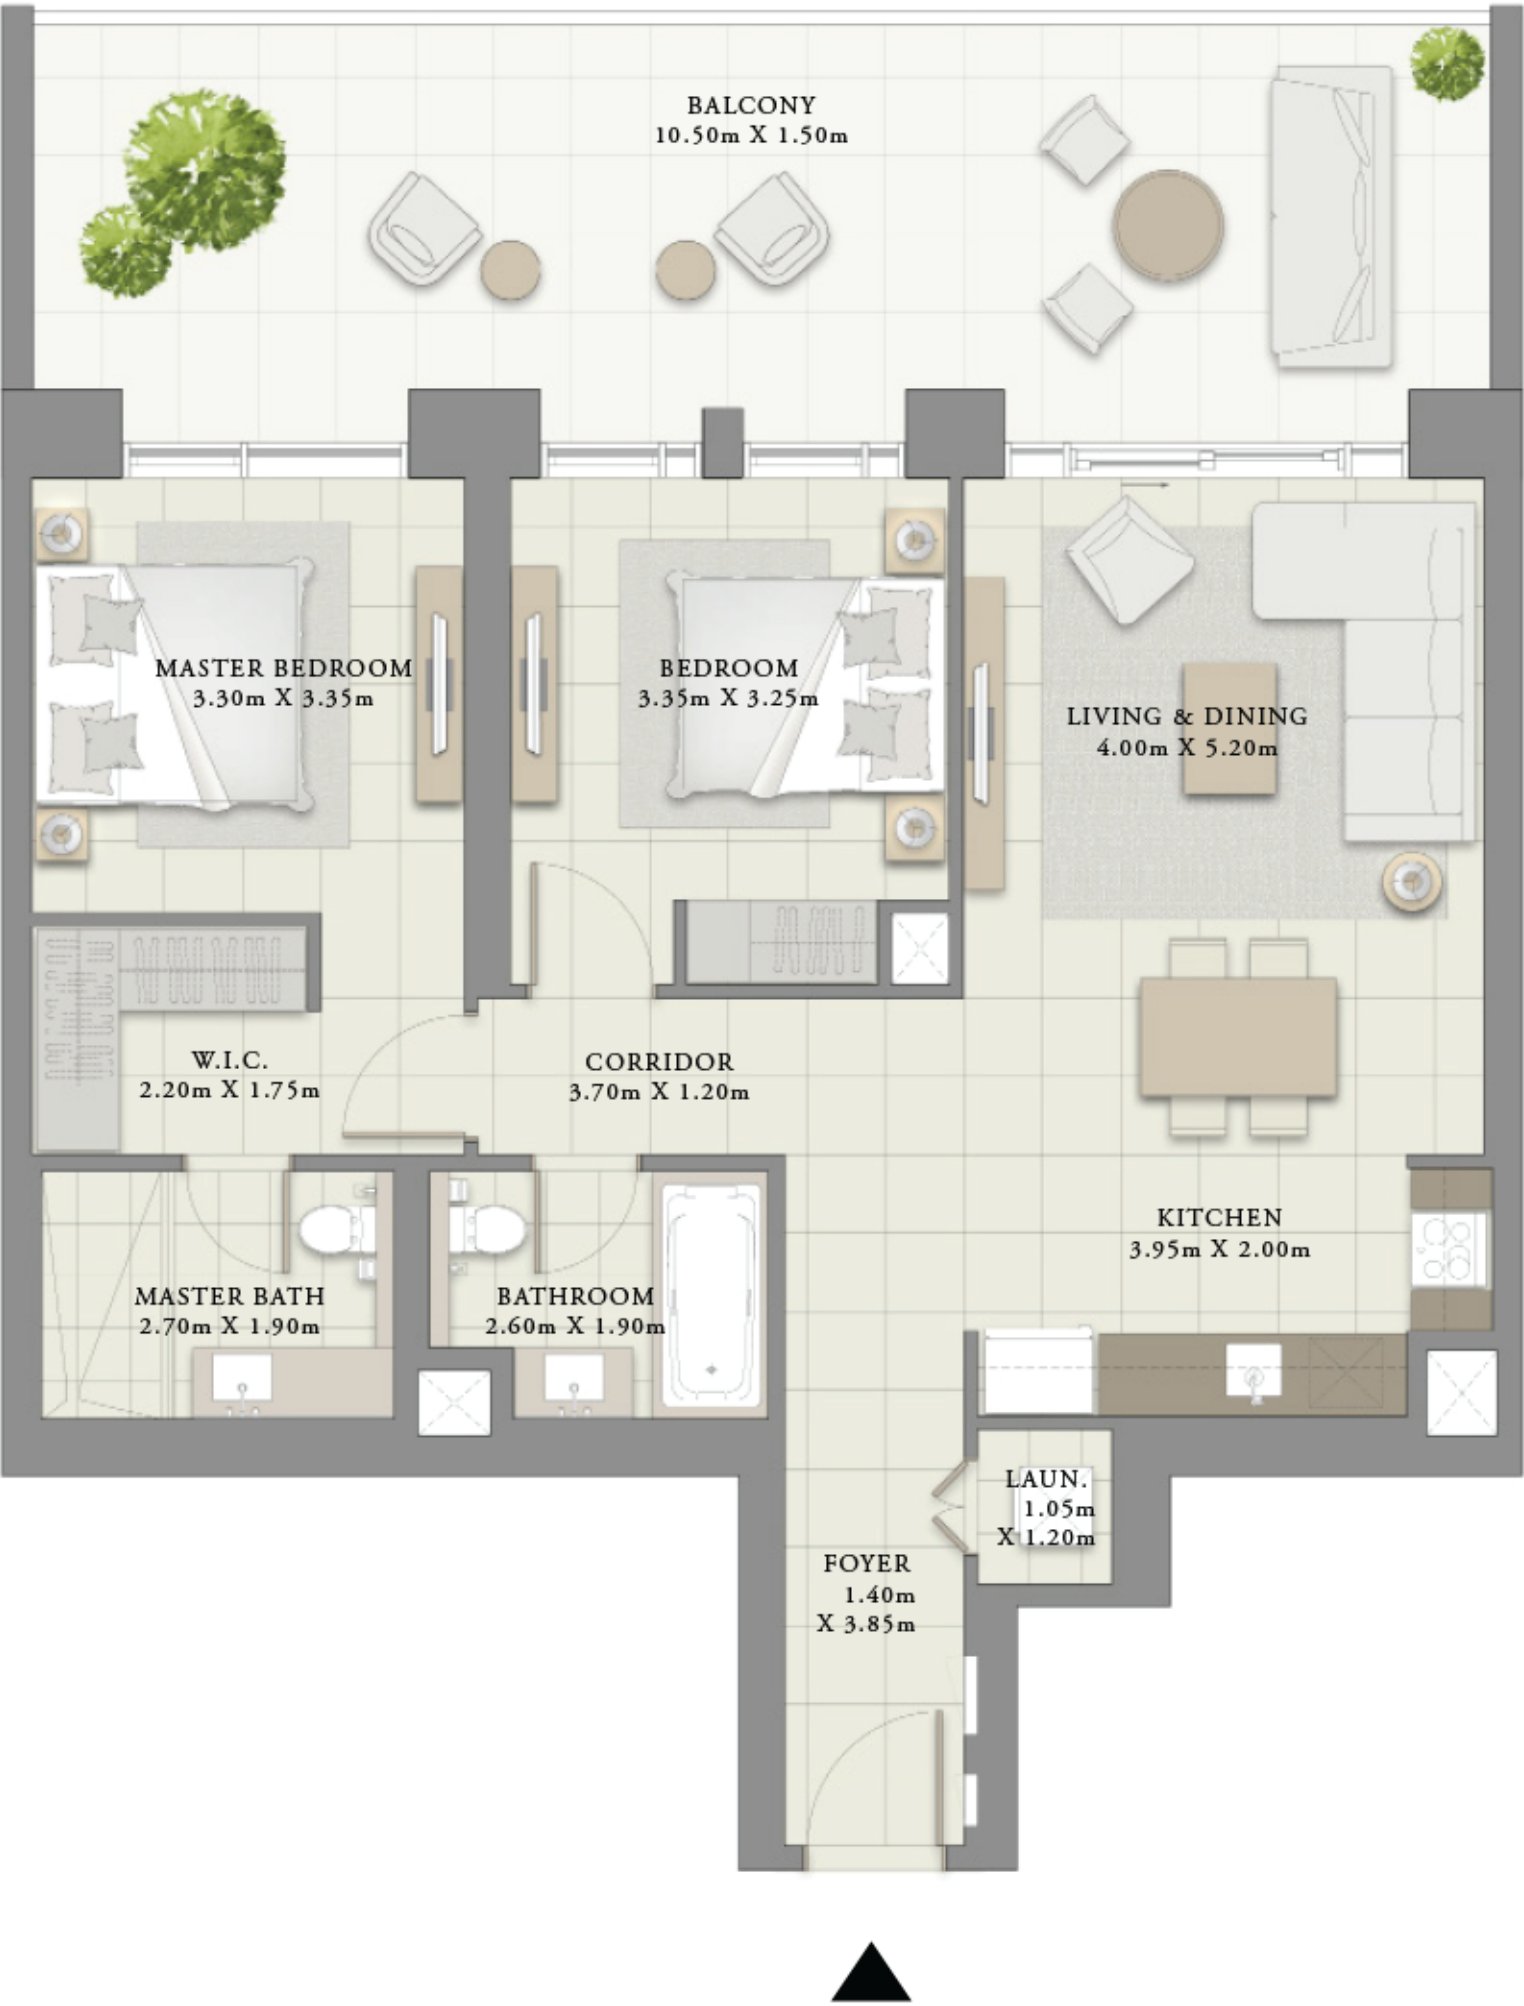 BALCONY
10.50m X 1.50m
MASTER BEDROOM
3.30m X 3.35m
BEDROOM
3.35m X 3.25m
LIVING & DINING
4.00m X 5.20m
W.I.C.
2.20m X 1.75m
CORRIDOR
3.70m X 1.20m
KITCHEN
3.95m X 2.00m
MASTER BATH
2.70m X 1.90m
BATHROOM
2.60m X 1.90m
LAUN.
1.05m
X 1.20m
FOYER
1.40m
X 3.85m